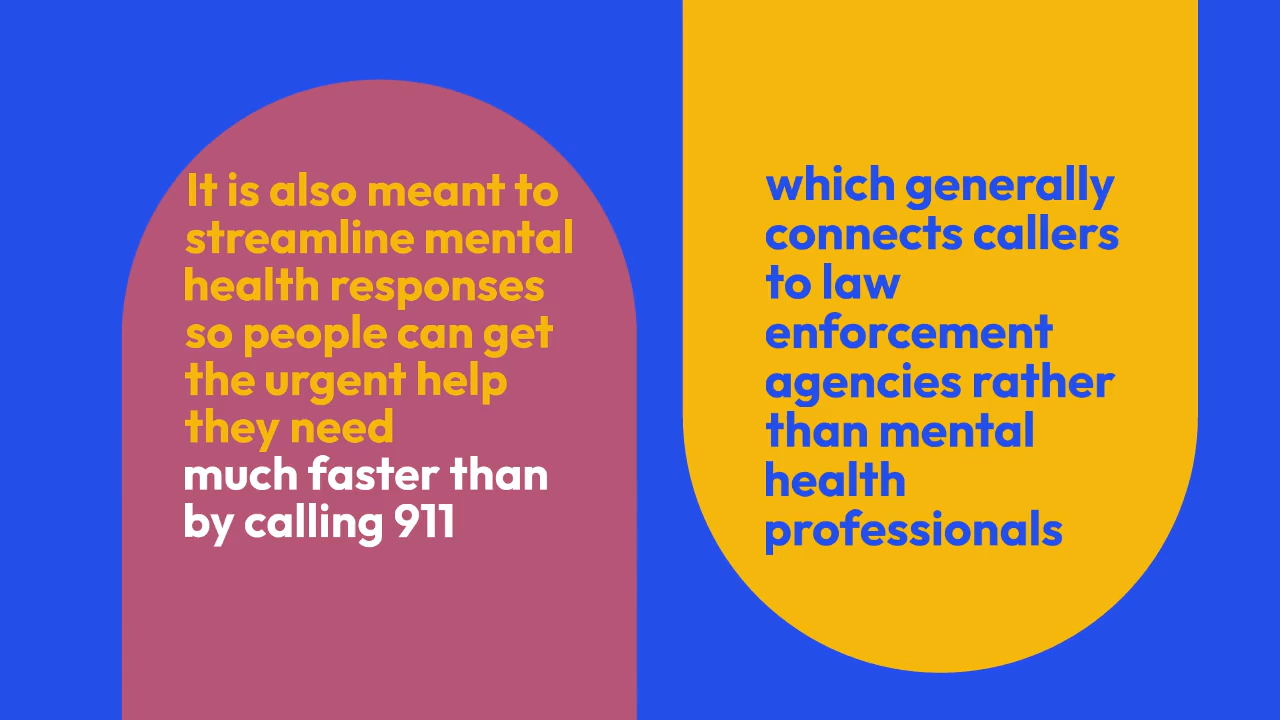 It is also meant to
streamline mental
health responses
so people can get
the urgent help
they need
much faster than
by calling 911
which generally
connects callers
to law
enforcement
agencies rather
than mental
health
professionals